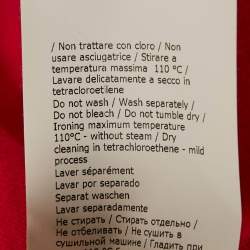 / Non trattare con cloro / Non
usare asciugatrice / Stirare a
temperatura massima 110 °C /
Lavare delicatamente a secco in
tetracloroetilene
Do not wash / Wash separately /
Do not bleach / Do not tumble dry /
Ironing maximum temperature
110°C - without steam / Dry
cleaning in tetrachloroethene - mild
process
Laver séparément
Lavar por separado
Separat waschen
Lavar separadamente
Не стирать / Стирать отдельно /
Не отбеливать / Не сушить в
сушильной машине / Гладить при